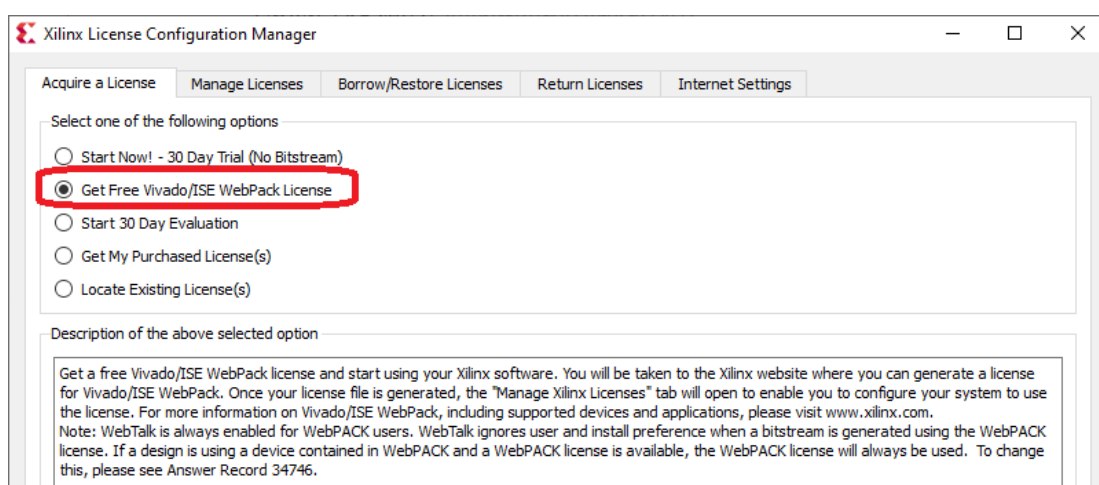 Xilinx License Configuration Manager
Acquire a License Manage Licenses Borrow/Restore Licenses Return Licenses Internet Settings
Select one of the following options
Start Now! - 30 Day Trial (No Bitstream)
Get Free Vivado/ISE WebPack License
Start 30 Day Evaluation
Get My Purchased License(s)
Locate Existing License(s)
Description of the above selected option
Get a free Vivado/ISE WebPack license and start using your Xilinx software. You will be taken to the Xilinx website where you can generate a license
for Vivado/ISE WebPack. Once your license file is generated, the "Manage Xilinx Licenses" tab will open to enable you to configure your system to use
the license. For more information on Vivado/ISE WebPack, including supported devices and applications, please visit www.xilinx.com.
Note: WebTalk is always enabled for WebPACK users. WebTalk ignores user and install preference when a bitstream is generated using the WebPACK
license. If a design is using a device contained in WebPACK and a WebPACK license is available, the WebPACK license will always be used. To change
this, please see Answer Record 34746.